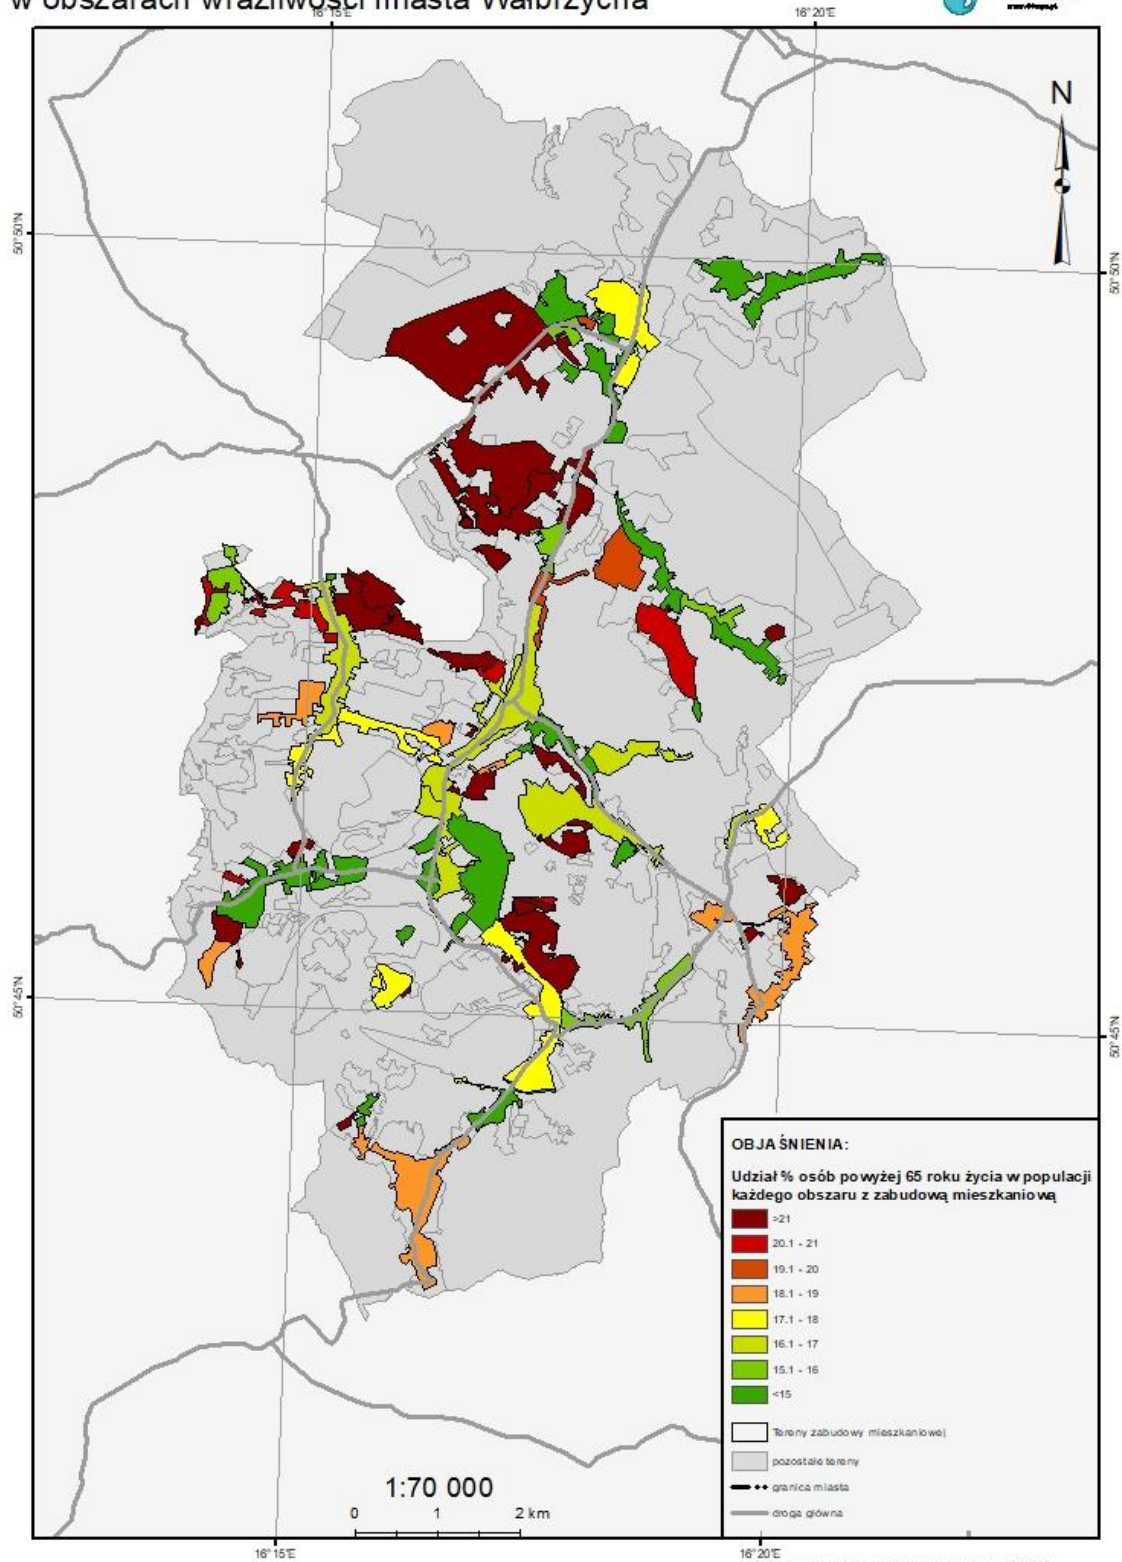 w obszarach wrażliwości miasta Wałbrzycha
16°15'E
16°20'E
N
50°50'N
50°50'N
50°45'N
50°45'N
OBJAŚNIENIA:
Udział % osób powyżej 65 roku życia w populacji
każdego obszaru z zabudową mieszkaniową
>21
20.1 - 21
19.1 - 20
18.1 - 19
17.1 - 18
16.1 - 17
15.1 - 16
<15
Tereny zabudowy mieszkaniowej
pozostałe tereny
granica miasta
droga główna
1:70 000
0 1 2 km
16°15'E
16°20'E